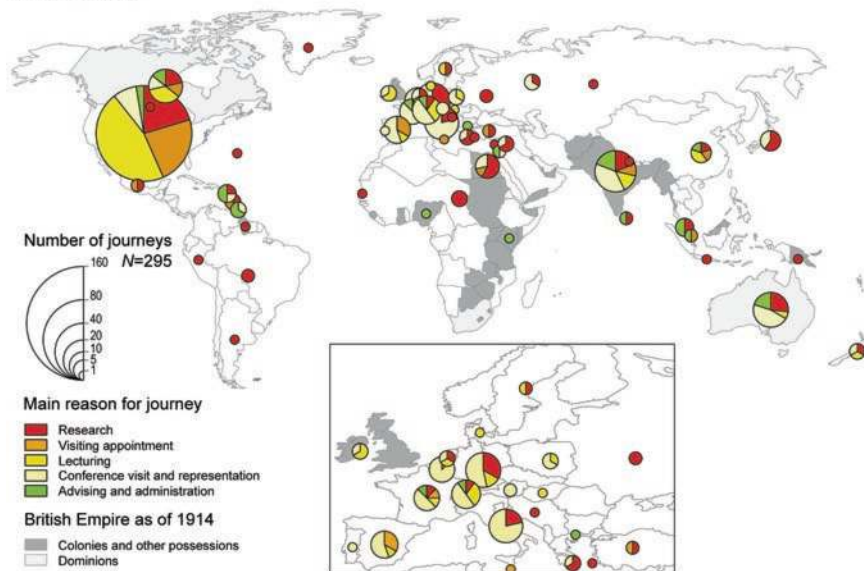 Number of journeys
N=295
160
80
40
20
10
5
1
Main reason for journey
Research
Visiting appointment
Lecturing
Conference visit and representation
Advising and administration
British Empire as of 1914
Colonies and other possessions
Dominions